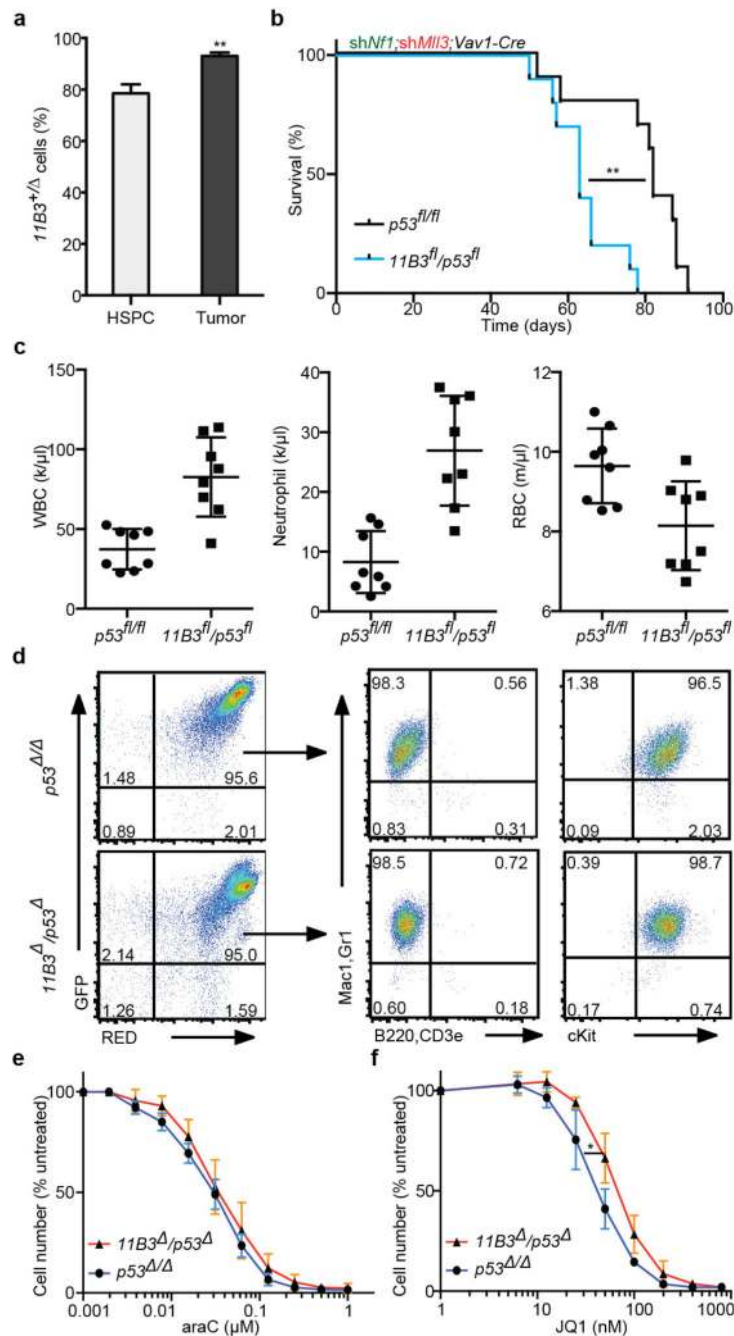 a
b
100
80
60
40
20
0
11B3+/Δ cells (%)
**
HSPC
Tumor
shNf1;shMll3;Vav1-Cre
100
50
0
Survival (%)
**
p53fl/fl
11B3fl/p53fl
0
20
40
60
80
100
Time (days)
c
150
100
50
0
WBC (k/µl)
p53fl/fl
11B3fl/p53fl
40
30
20
10
0
Neutrophil (k/µl)
p53fl/fl
11B3fl/p53fl
12
10
8
6
RBC (m/µl)
p53fl/fl
11B3fl/p53fl
d
p53Δ/Δ
1.48
95.6
0.89
2.01
98.3
0.56
0.83
0.31
1.38
96.5
0.09
2.03
11B3Δ/p53Δ
2.14
95.0
1.26
1.59
98.5
0.72
0.60
0.18
0.39
98.7
0.17
0.74
GFP
RED
Mac1,Gr1
B220,CD3e
cKit
e
100
50
0
Cell number (% untreated)
11B3Δ/p53Δ
p53Δ/Δ
0.001
0.01
0.1
1
araC (µM)
f
100
50
0
Cell number (% untreated)
*
11B3Δ/p53Δ
p53Δ/Δ
1
10
100
1000
JQ1 (nM)